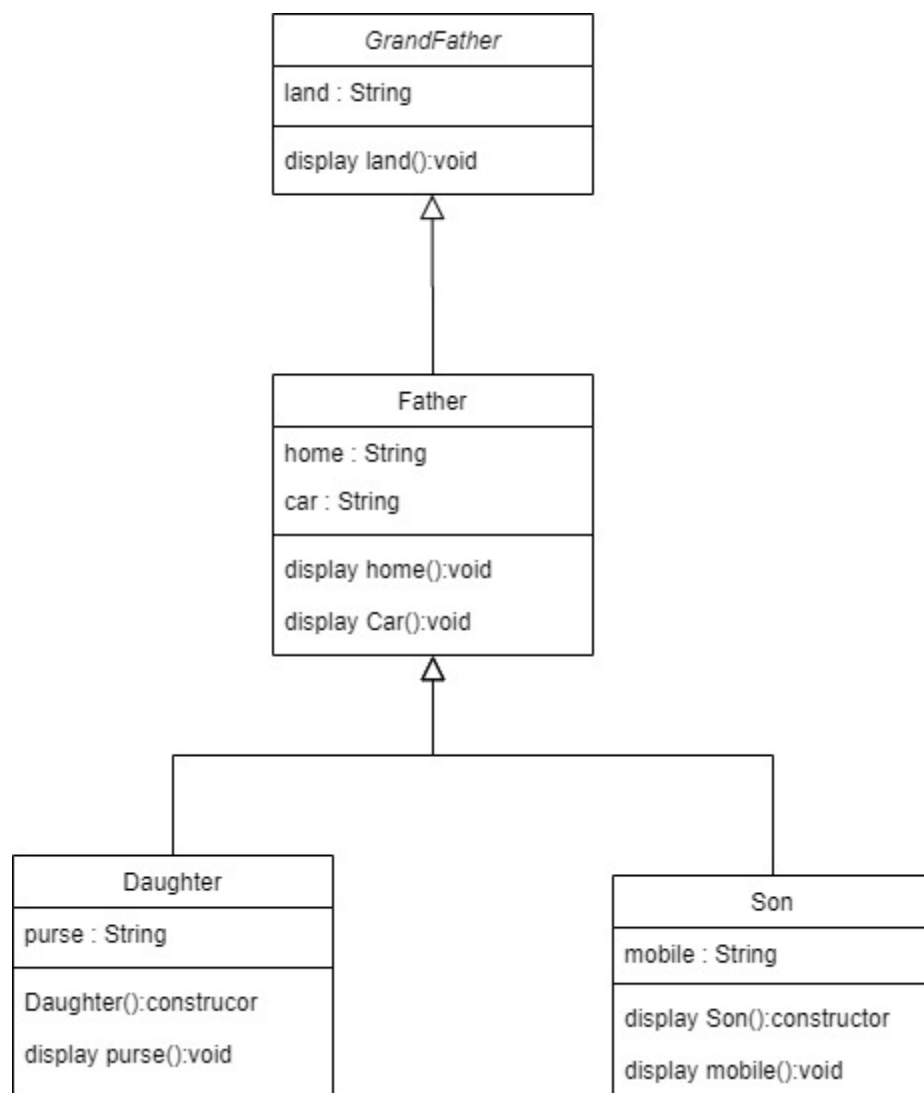 GrandFather
land : String
display land():void
Father
home : String
car : String
display home():void
display Car():void
Daughter
purse : String
Daughter():construcor
display purse():void
Son
mobile : String
display Son():constructor
display mobile():void